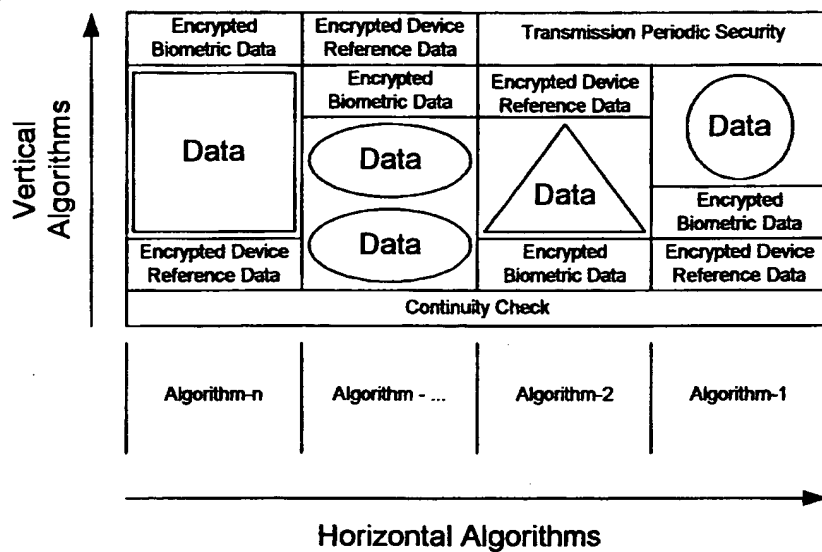 Vertical
Algorithms
Encrypted
Biometric Data
Encrypted Device
Reference Data
Transmission Periodic Security
Data
Encrypted Device
Reference Data
Encrypted
Biometric Data
Data
Data
Encrypted Device
Reference Data
Data
Encrypted
Biometric Data
Data
Encrypted
Biometric Data
Encrypted Device
Reference Data
Continuity Check
Algorithm-n
Algorithm - ...
Algorithm-2
Algorithm-1
Horizontal Algorithms